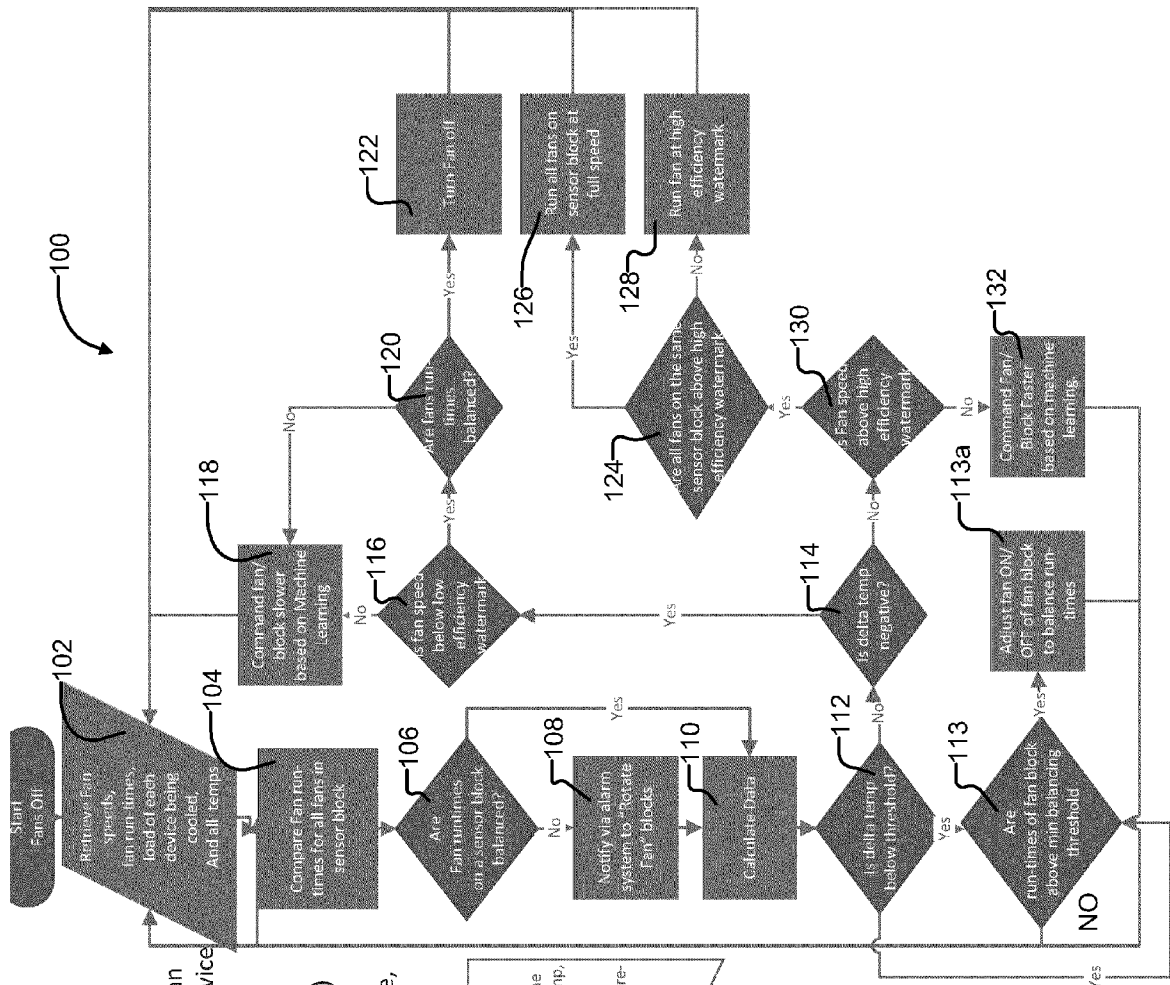 100
Start
Fans Off
102
Retrieve Fan
speeds,
fan run times,
load of each
device being
cooled,
And all temps
104
Compare Fan run-
times for all fans in
sensor block
106
Are
Fan runtimes
on a sensor block
balanced?
Yes
No
108
Notify via alarm
system to "Rotate
Fan" blocks
110
Calculate Data
112
Is delta temp
below threshold?
No
Yes
Yes
113
Are
run-times of fan block
above min balancing
threshold
NO
Yes
113a
Adjust fan ON/
OFF of fan block
to balance run-
times
114
Is delta temp
negative?
Yes
No
116
Is fan speed
below low
efficiency
watermark
No
Yes
118
Command fan/
block slower
based on Machine
Learning
120
Are fans run-
times
balanced?
No
Yes
122
Turn Fan off
124
Are all fans on the same
sensor block above high
efficiency watermark
Yes
No
126
Run all fans on
sensor block at
full speed
128
Run fan at high
efficiency
watermark
130
Is Fan speed
above high
efficiency
watermark
Yes
No
132
Command Fan/
Block Faster
based on machine
learning
an
vice
)
e,
ne
mp,
re-